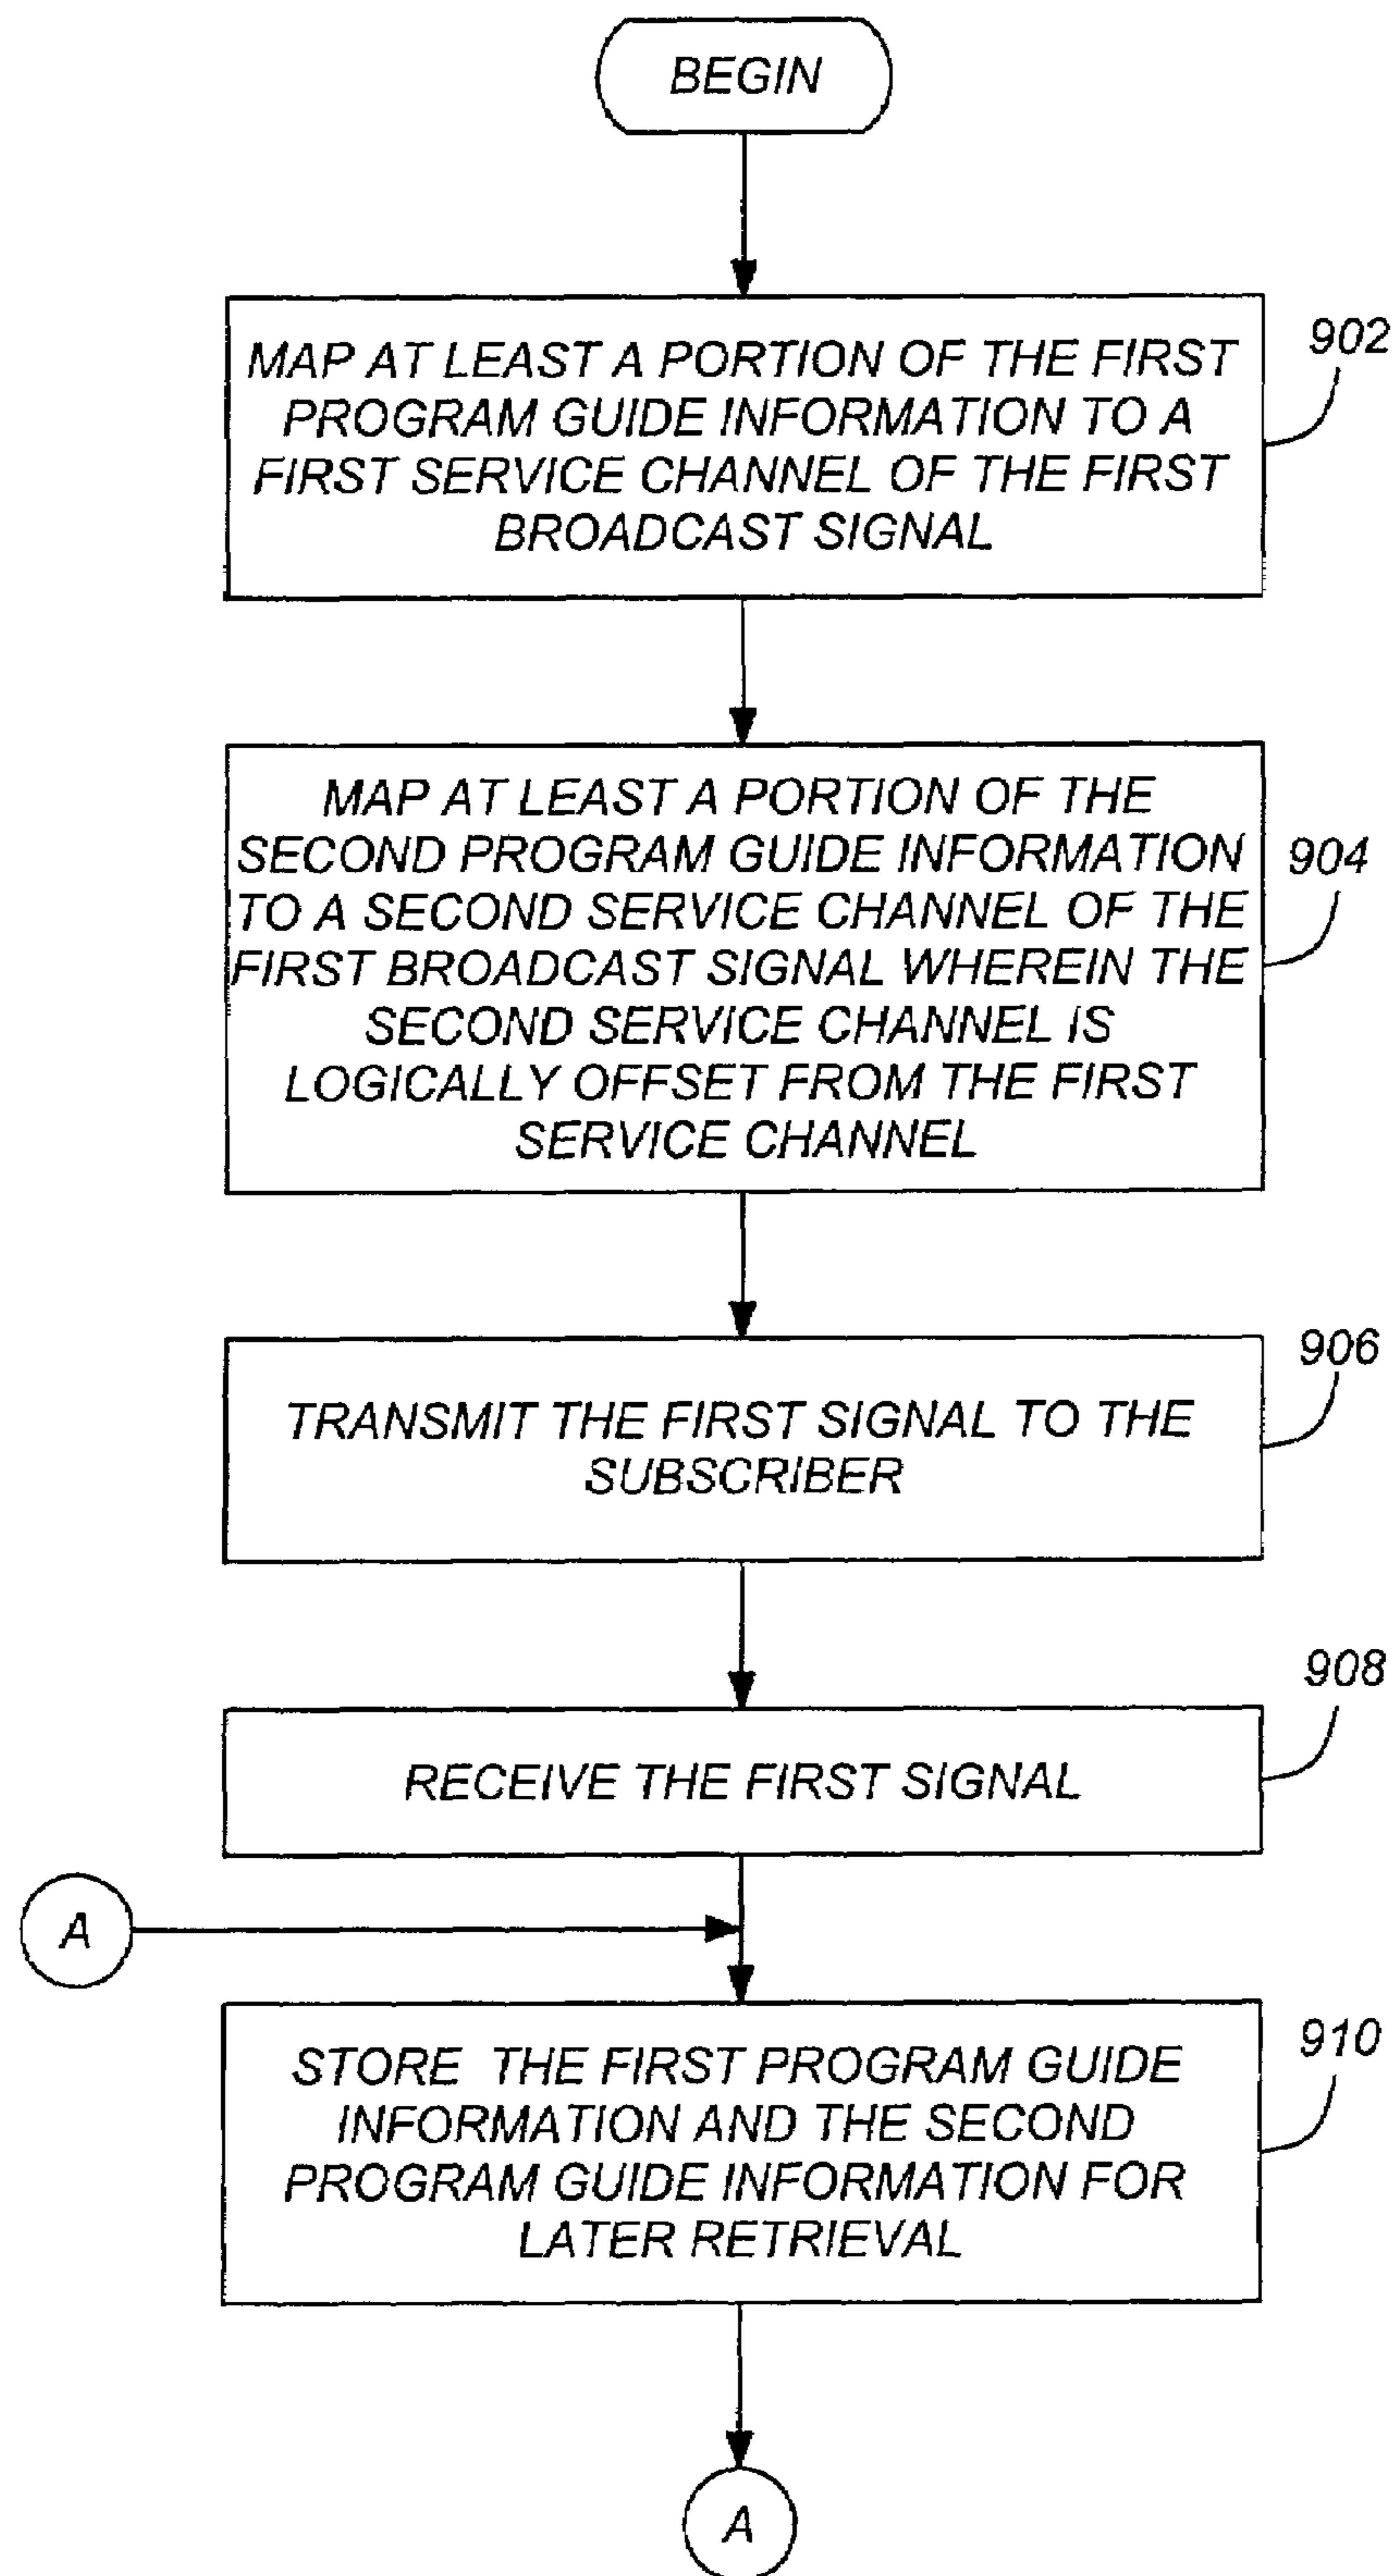 BEGIN
MAP AT LEAST A PORTION OF THE FIRST
PROGRAM GUIDE INFORMATION TO A
FIRST SERVICE CHANNEL OF THE FIRST
BROADCAST SIGNAL
902
MAP AT LEAST A PORTION OF THE
SECOND PROGRAM GUIDE INFORMATION
TO A SECOND SERVICE CHANNEL OF THE
FIRST BROADCAST SIGNAL WHEREIN THE
SECOND SERVICE CHANNEL IS
LOGICALLY OFFSET FROM THE FIRST
SERVICE CHANNEL
904
TRANSMIT THE FIRST SIGNAL TO THE
SUBSCRIBER
906
RECEIVE THE FIRST SIGNAL
908
A
STORE THE FIRST PROGRAM GUIDE
INFORMATION AND THE SECOND
PROGRAM GUIDE INFORMATION FOR
LATER RETRIEVAL
910
A